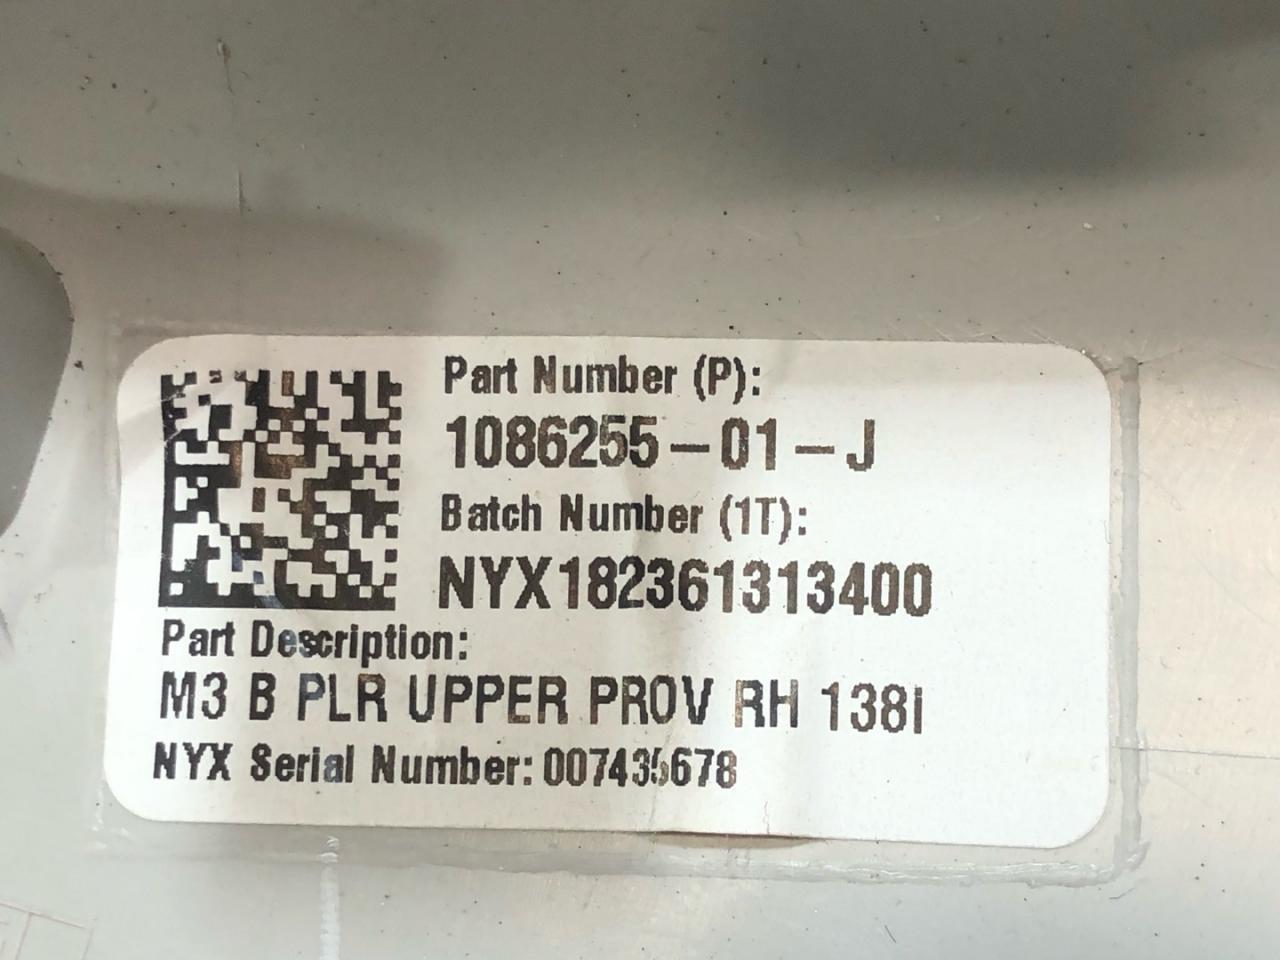 Part Number (P):
1086255-01-J
Batch Number (1T):
NYX182361313400
Part Description:
M3 B PLR UPPER PROV RH 138i
NYX Serial Number: 007435678